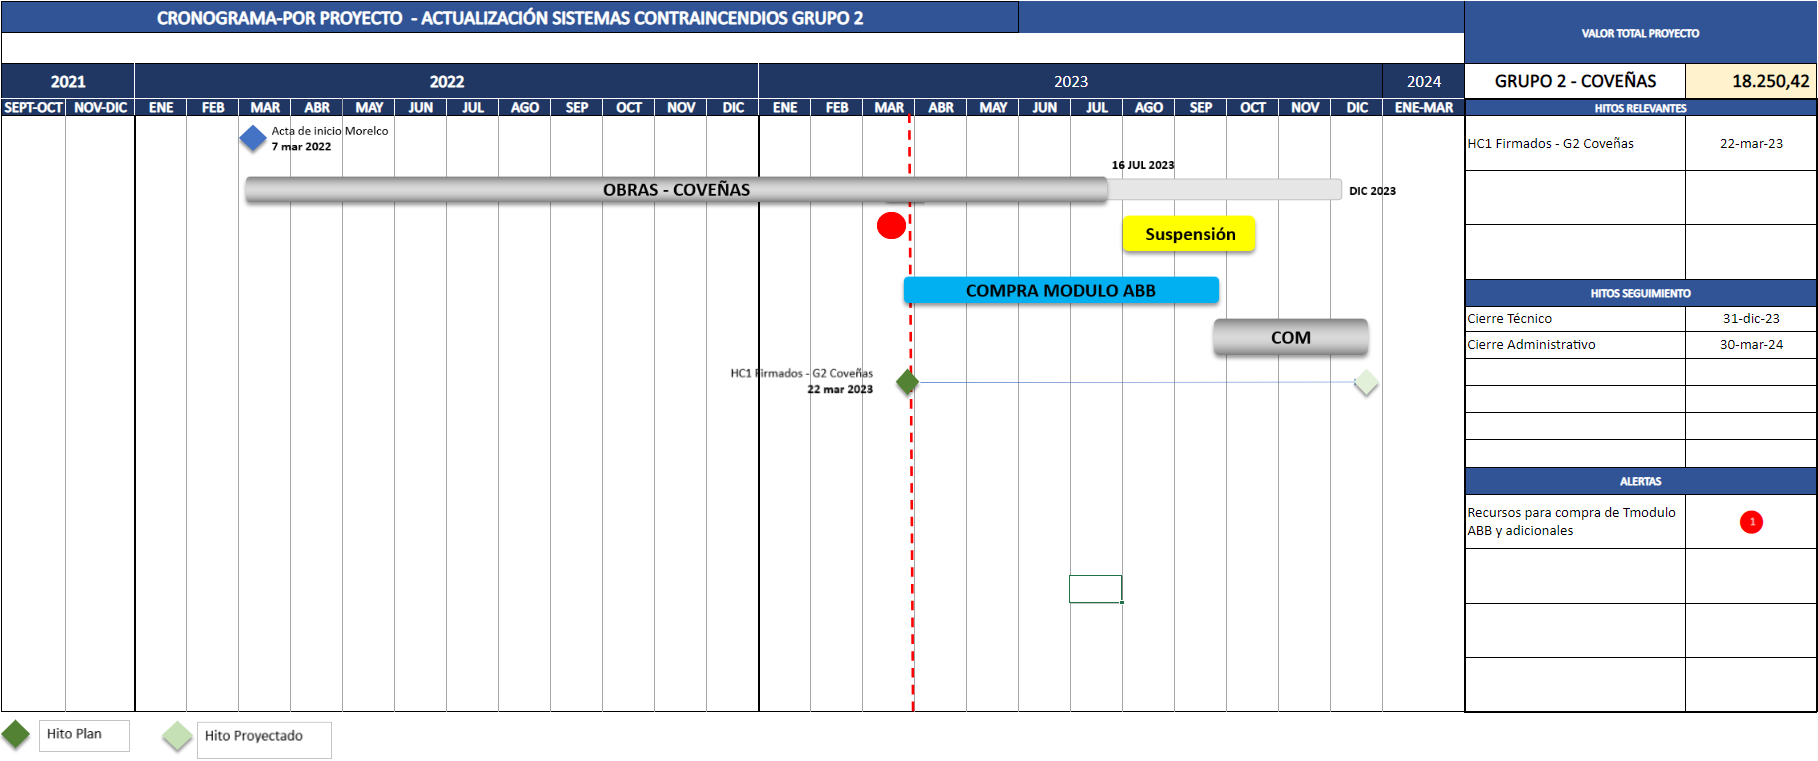 CRONOGRAMA-POR PROYECTO - ACTUALIZACIÓN SISTEMAS CONTRAINCENDIOS GRUPO 2
VALOR TOTAL PROYECTO
2021 2022 2023 2024
GRUPO 2 - COVEÑAS 18.250,42
SEPT-OCT NOV-DIC ENE FEB MAR ABR MAY JUN JUL AGO SEP OCT NOV DIC ENE FEB MAR ABR MAY JUN JUL AGO SEP OCT NOV DIC ENE-MAR
HITOS RELEVANTES
Acta de inicio Morelco
7 mar 2022
HC1 Firmados - G2 Coveñas 22-mar-23
16 JUL 2023
OBRAS - COVEÑAS
DIC 2023
Suspensión
COMPRA MODULO ABB
HITOS SEGUIMIENTO
Cierre Técnico 31-dic-23
COM
Cierre Administrativo 30-mar-24
HC1 Firmados - G2 Coveñas
22 mar 2023
ALERTAS
Recursos para compra de Tmodulo
ABB y adicionales
1
Hito Plan
Hito Proyectado